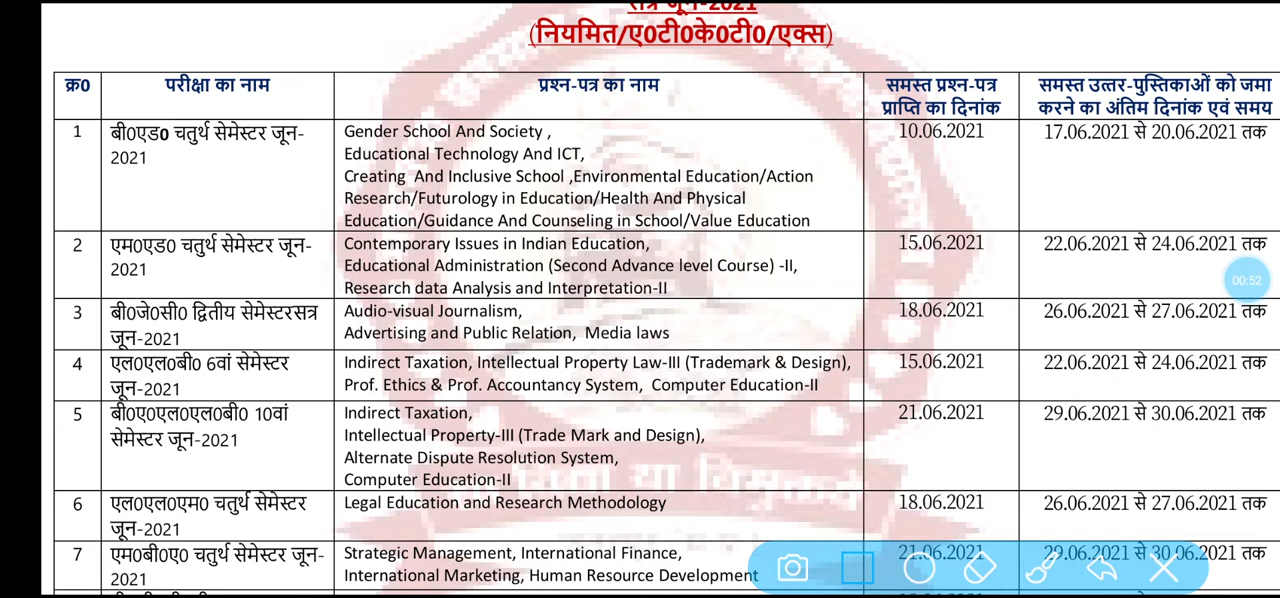 सत्र जून-2021
(नियमित/ए0टी0के0टी0/एक्स)
क्र0 परीक्षा का नाम प्रश्न-पत्र का नाम समस्त प्रश्न-पत्र प्राप्ति का दिनांक समस्त उत्तर-पुस्तिकाओं को जमा करने का अंतिम दिनांक एवं समय
1 बी0एड0 चतुर्थ सेमेस्टर जून-
2021
Gender School And Society ,
Educational Technology And ICT,
Creating And Inclusive School ,Environmental Education/Action
Research/Futurology in Education/Health And Physical
Education/Guidance And Counseling in School/Value Education
10.06.2021
17.06.2021 से 20.06.2021 तक
2 एम0एड0 चतुर्थ सेमेस्टर जून-
2021
Contemporary Issues in Indian Education,
Educational Administration (Second Advance level Course) -II,
Research data Analysis and Interpretation-II
15.06.2021
22.06.2021 से 24.06.2021 तक
00:52
3 बी0जे0सी0 द्वितीय सेमेस्टरसत्र
जून-2021
Audio-visual Journalism,
Advertising and Public Relation, Media laws
18.06.2021
26.06.2021 से 27.06.2021 तक
4 एल0एल0बी0 6वां सेमेस्टर
जून-2021
Indirect Taxation, Intellectual Property Law-III (Trademark & Design),
Prof. Ethics & Prof. Accountancy System, Computer Education-II
15.06.2021
22.06.2021 से 24.06.2021 तक
5 बी0ए0एल0एल0बी0 10वां
सेमेस्टर जून-2021
Indirect Taxation,
Intellectual Property-III (Trade Mark and Design),
Alternate Dispute Resolution System,
Computer Education-II
21.06.2021
29.06.2021 से 30.06.2021 तक
6 एल0एल0एम0 चतुर्थ सेमेस्टर
जून-2021
Legal Education and Research Methodology
18.06.2021
26.06.2021 से 27.06.2021 तक
7 एम0बी0ए0 चतुर्थ सेमेस्टर जून-
2021
Strategic Management, International Finance,
International Marketing, Human Resource Development
21.06.2021
29.06.2021 से 30.06.2021 तक